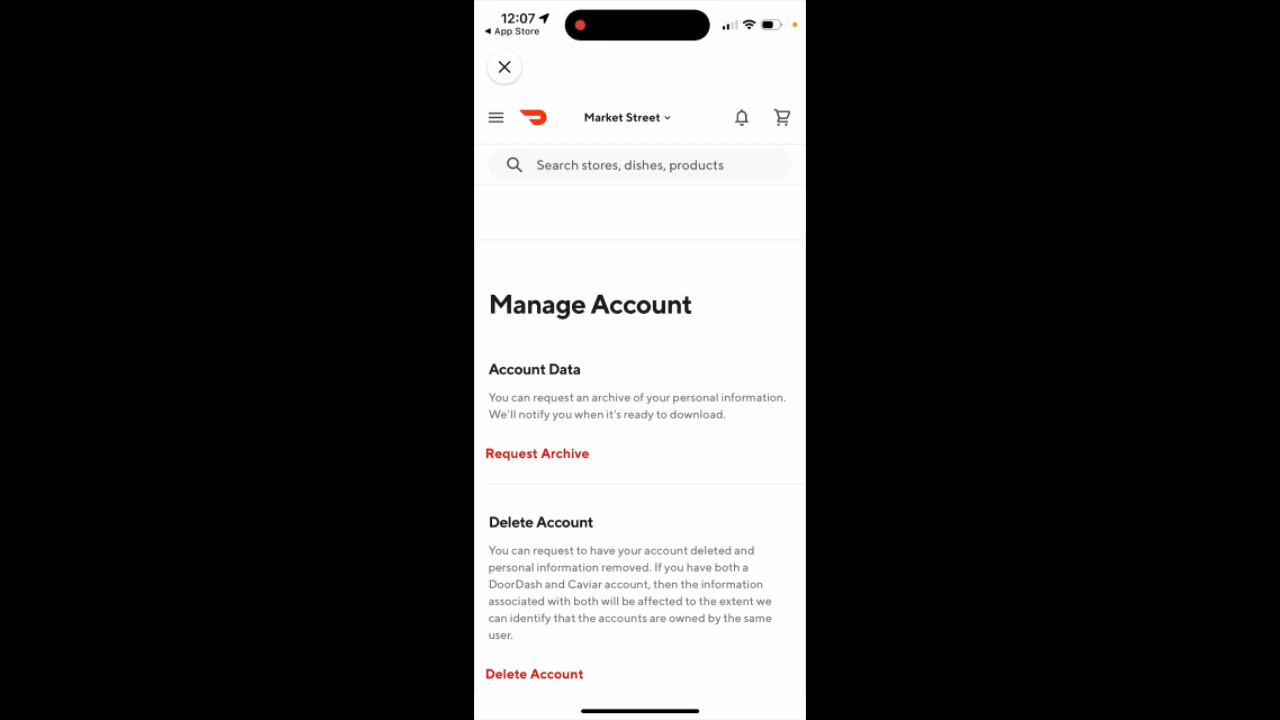 12:07
◀ App Store
Market Street
Search stores, dishes, products
Manage Account
Account Data
You can request an archive of your personal information.
We'll notify you when it's ready to download.
Request Archive
Delete Account
You can request to have your account deleted and
personal information removed. If you have both a
DoorDash and Caviar account, then the information
associated with both will be affected to the extent we
can identify that the accounts are owned by the same
user.
Delete Account